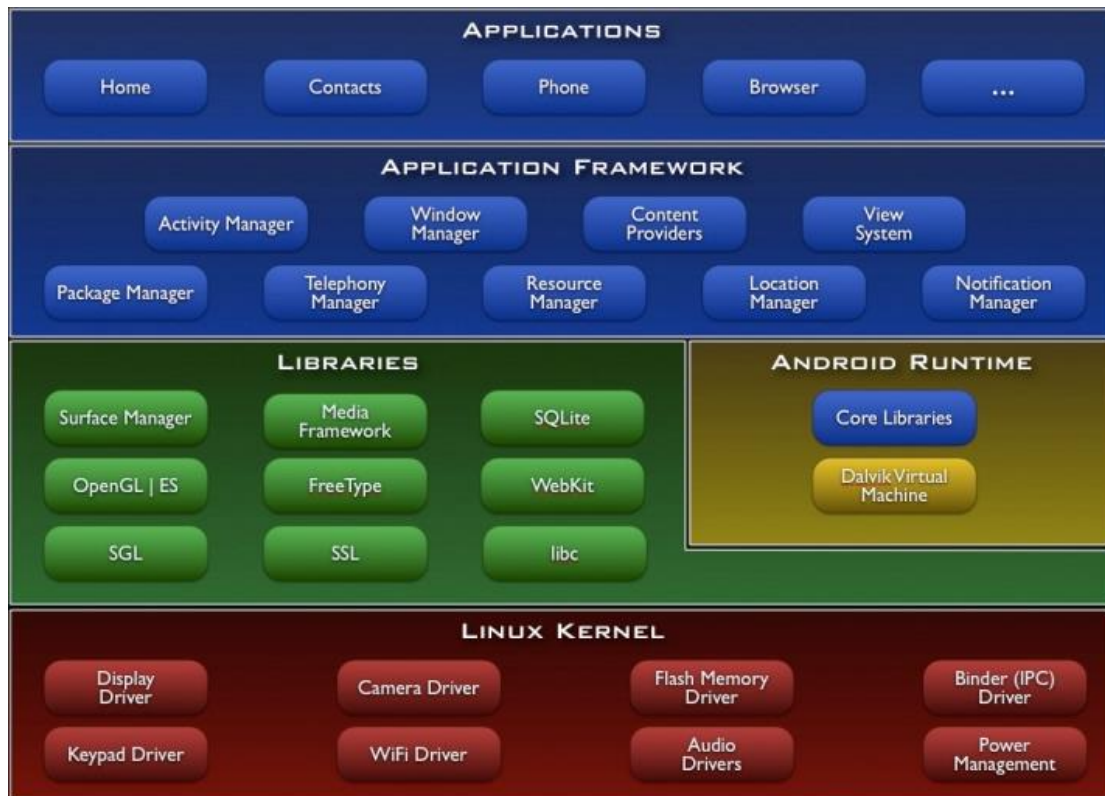 APPLICATIONS
Home
Contacts
Phone
Browser
...
APPLICATION FRAMEWORK
Activity Manager
Window
Manager
Content
Providers
View
System
Package Manager
Telephony
Manager
Resource
Manager
Location
Manager
Notification
Manager
LIBRARIES
Surface Manager
Media
Framework
SQLite
OpenGL | ES
FreeType
WebKit
SGL
SSL
libc
ANDROID RUNTIME
Core Libraries
Dalvik Virtual
Machine
LINUX KERNEL
Display
Driver
Camera Driver
Flash Memory
Driver
Binder (IPC)
Driver
Keypad Driver
WiFi Driver
Audio
Drivers
Power
Management